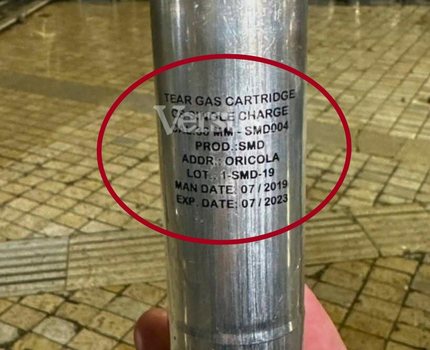 TEAR GAS CARTRIDGE
CHARGE
MM - SMD004
PROD.:SMD
ADDR.: ORICOLA
LOT.: 1-SMD-19
MAN DATE: 07 / 2019
EXP. DATE: 07 / 2023